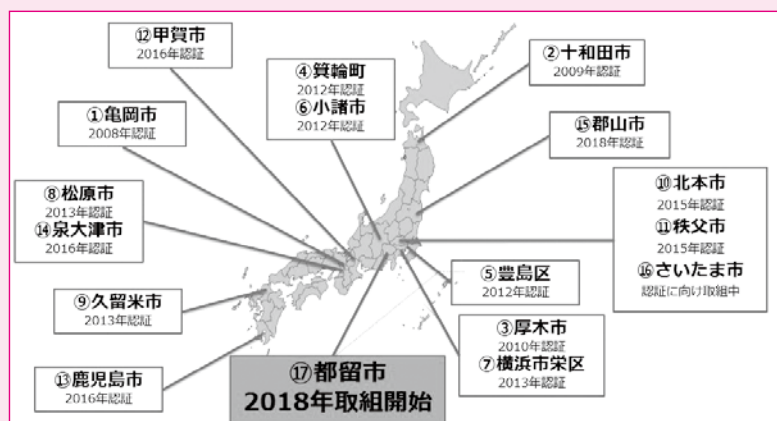 ⑫甲賀市
2016年認証
④箕輪町
2012年認証
⑥小諸市
2012年認証
②十和田市
2009年認証
①亀岡市
2008年認証
⑮郡山市
2018年認証
⑧松原市
2013年認証
⑭泉大津市
2016年認証
⑩北本市
2015年認証
⑪秩父市
2015年認証
⑯さいたま市
認証に向け取組中
⑤豊島区
2012年認証
⑨久留米市
2013年認証
③厚木市
2010年認証
⑦横浜市栄区
2013年認証
⑬鹿児島市
2016年認証
⑰都留市
2018年取組開始